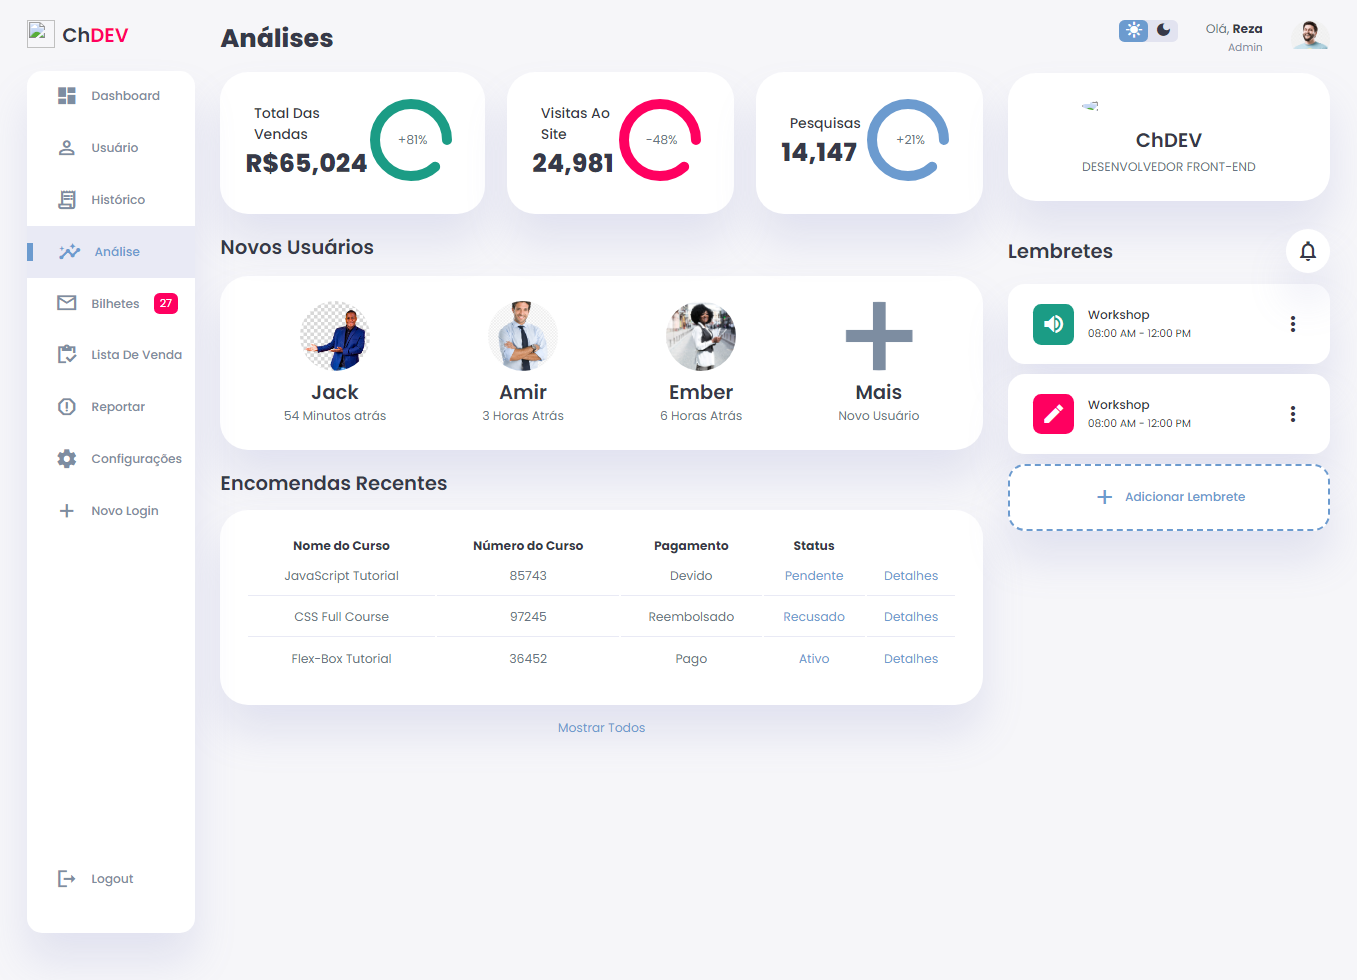 ChDEV
Análises
Olá, Reza
Admin
Dashboard
Usuário
Histórico
Análise
Bilhetes 27
Lista De Venda
Reportar
Configurações
Novo Login
Logout
Total Das
Vendas
R$65,024
+81%
Visitas Ao
Site
24,981
-48%
Pesquisas
14,147
+21%
Novos Usuários
Jack
54 Minutos atrás
Amir
3 Horas Atrás
Ember
6 Horas Atrás
Mais
Novo Usuário
Encomendas Recentes
Nome do Curso Número do Curso Pagamento Status
JavaScript Tutorial 85743 Devido Pendente Detalhes
CSS Full Course 97245 Reembolsado Recusado Detalhes
Flex-Box Tutorial 36452 Pago Ativo Detalhes
Mostrar Todos
ChDEV
DESENVOLVEDOR FRONT-END
Lembretes
Workshop
08:00 AM - 12:00 PM
Workshop
08:00 AM - 12:00 PM
Adicionar Lembrete